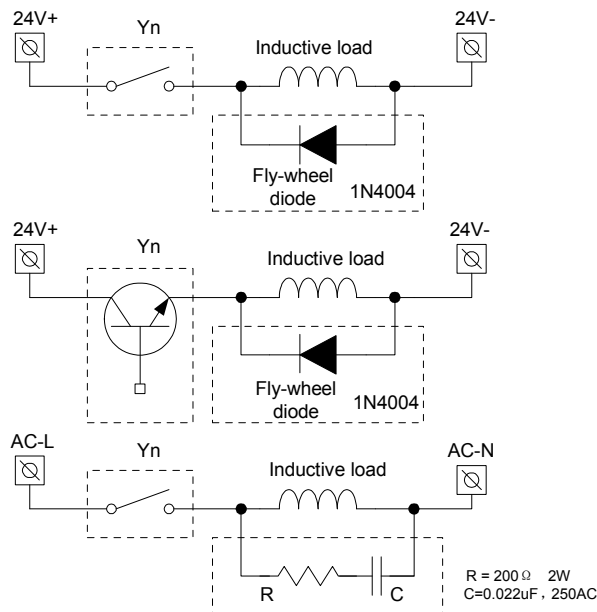 24V+
Yn
Inductive load
24V-
Fly-wheel
diode
1N4004
24V+
Yn
Inductive load
24V-
Fly-wheel
diode
1N4004
AC-L
Yn
Inductive load
AC-N
R
C
R = 200Ω 2W
C=0.022uF，250AC